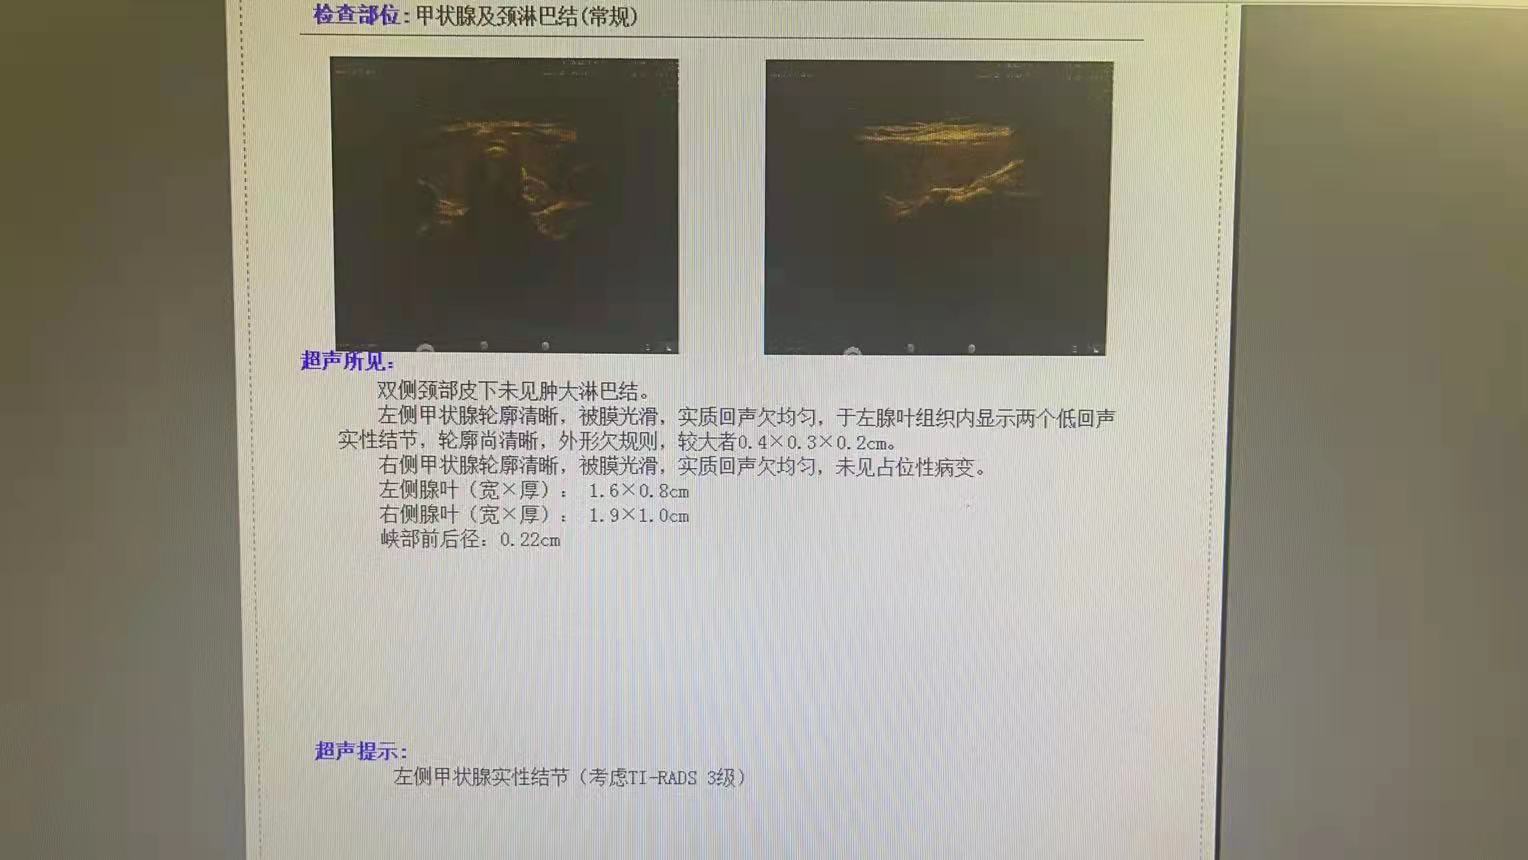 检查部位：甲状腺及颈淋巴结(常规)
超声所见：
双侧颈部皮下未见肿大淋巴结。
左侧甲状腺轮廓清晰，被膜光滑，实质回声欠均匀，于左腺叶组织内显示两个低回声
实性结节，轮廓尚清晰，外形欠规则，较大者0.4×0.3×0.2cm。
右侧甲状腺轮廓清晰，被膜光滑，实质回声欠均匀，未见占位性病变。
左侧腺叶（宽×厚）： 1.6×0.8cm
右侧腺叶（宽×厚）： 1.9×1.0cm
峡部前后径：0.22cm
超声提示：
左侧甲状腺实性结节（考虑TI-RADS 3级）